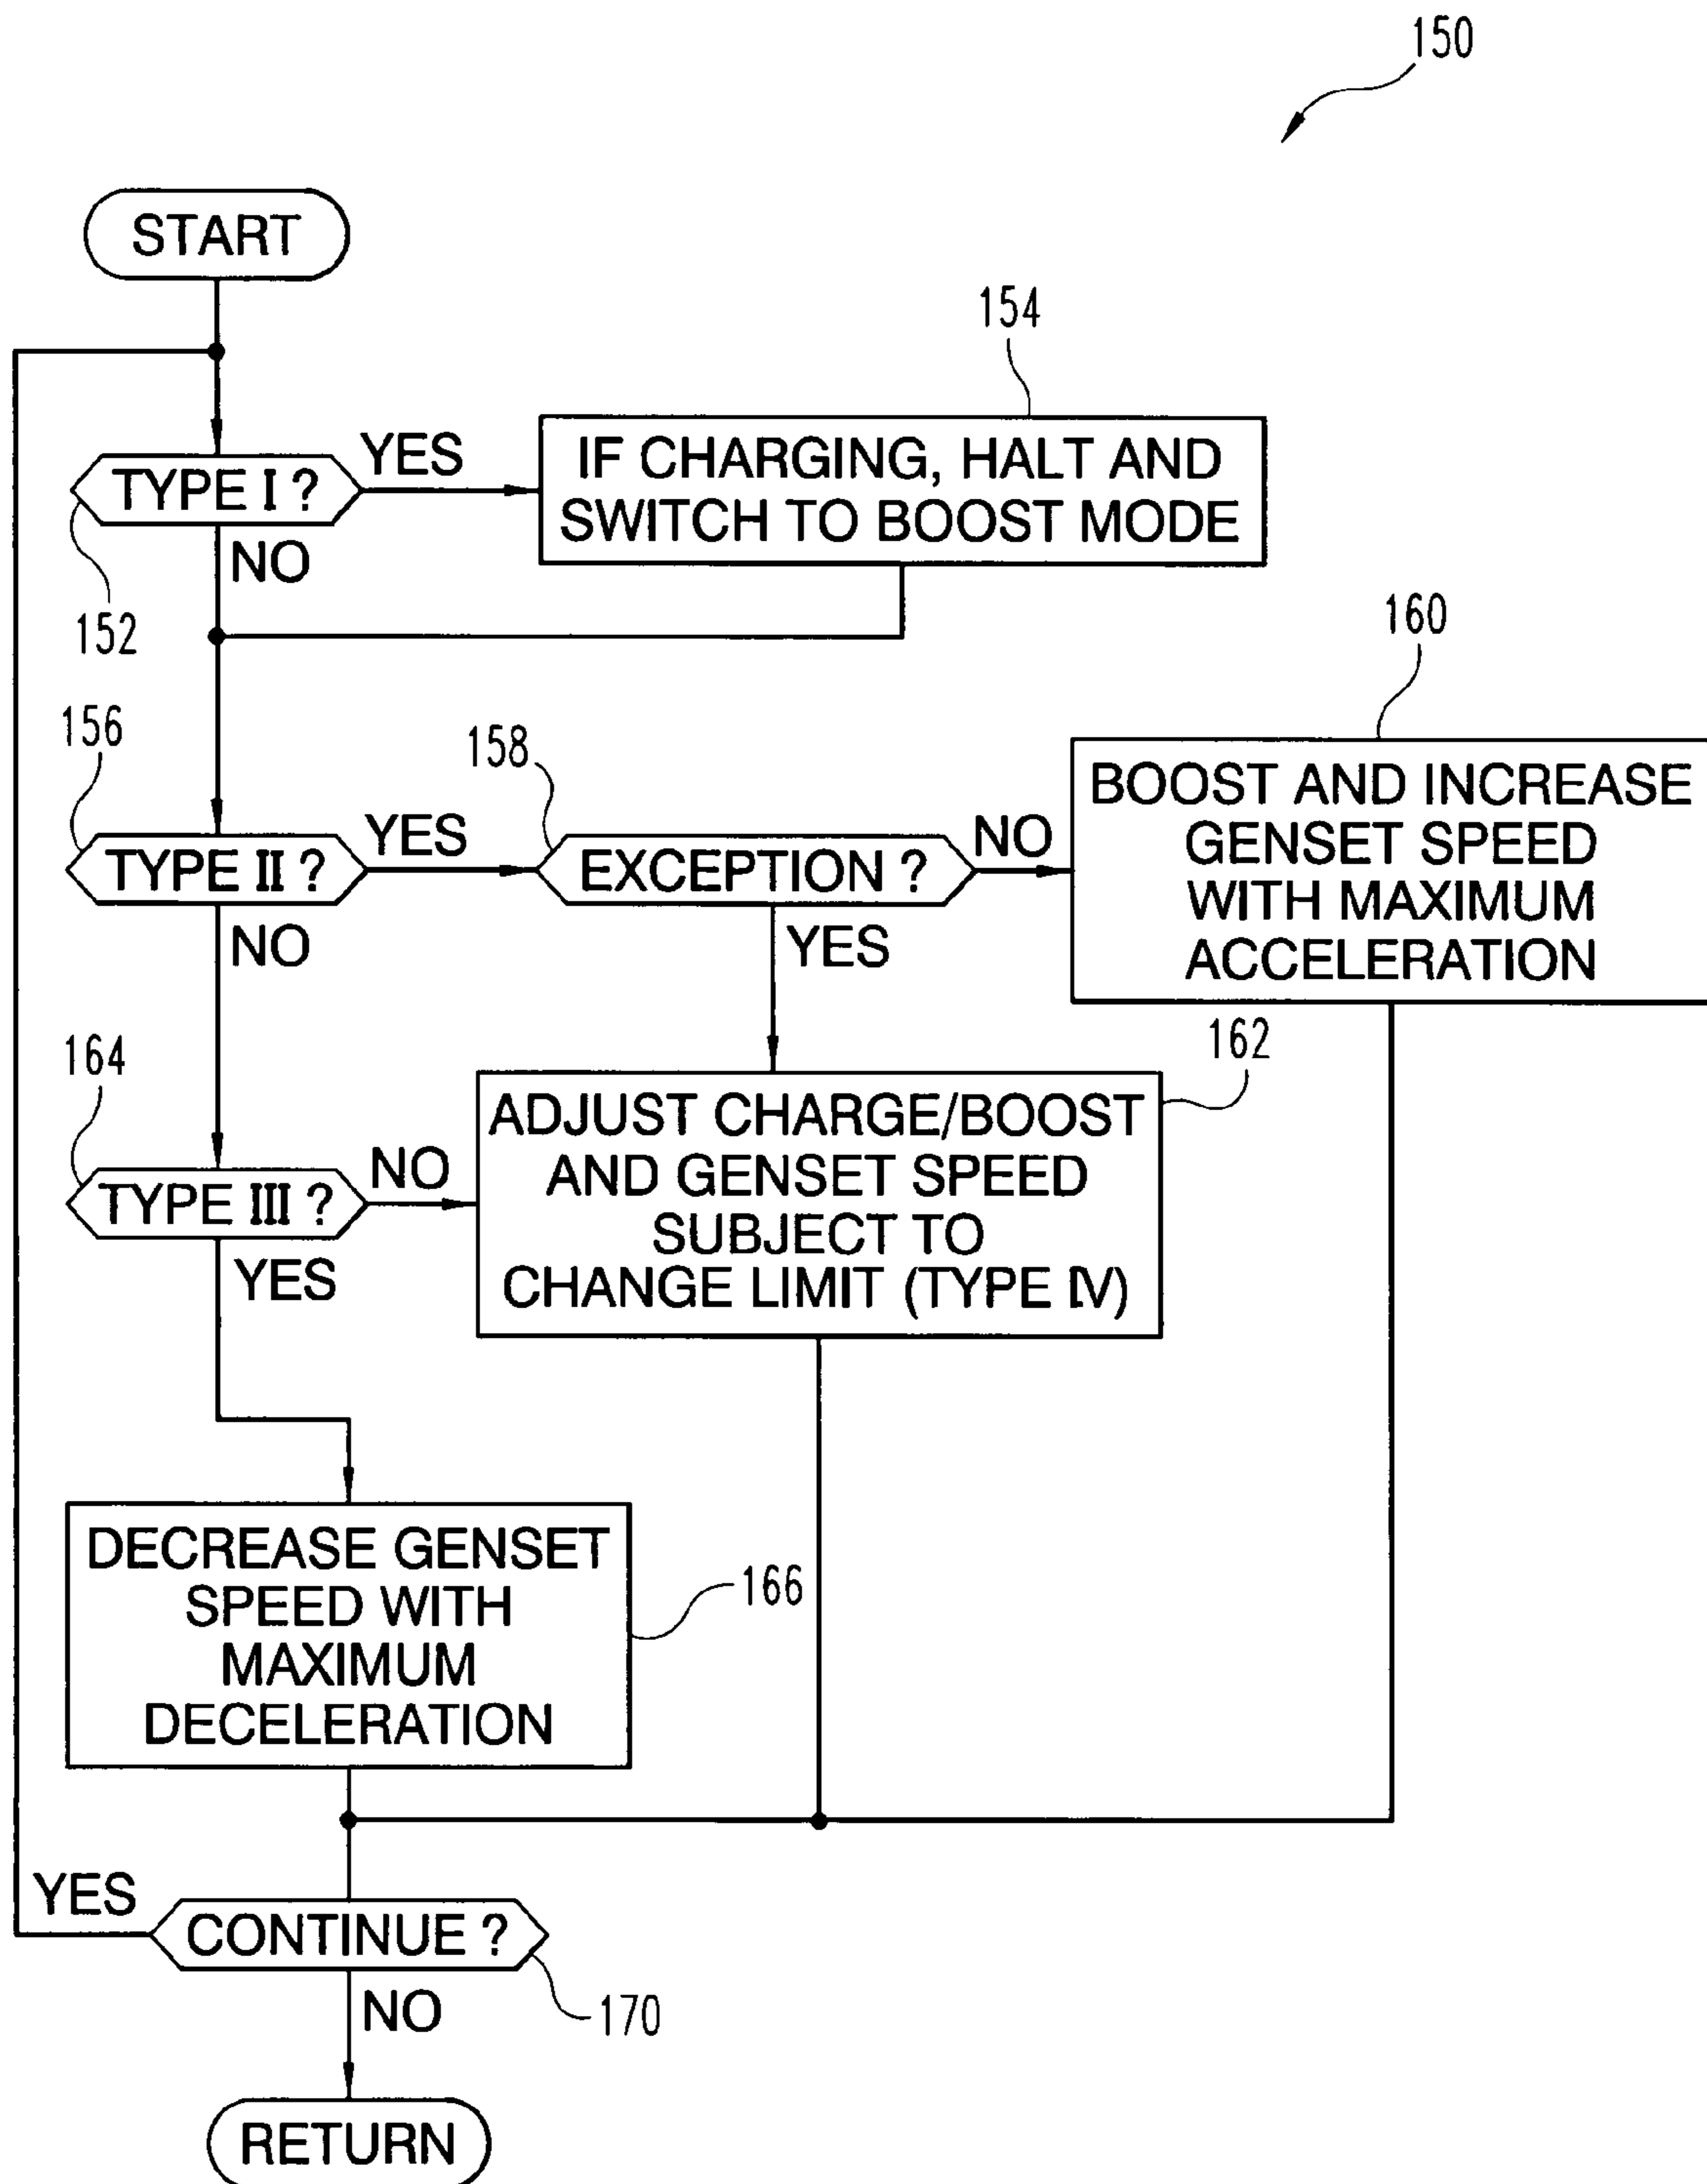 150
START
154
TYPE I ?
YES
IF CHARGING, HALT AND
SWITCH TO BOOST MODE
NO
152
160
156
158
TYPE II ?
YES
EXCEPTION ?
NO
BOOST AND INCREASE
GENSET SPEED
WITH MAXIMUM
ACCELERATION
NO
YES
164
162
TYPE III ?
NO
ADJUST CHARGE/BOOST
AND GENSET SPEED
SUBJECT TO
CHANGE LIMIT (TYPE IV)
YES
DECREASE GENSET
SPEED WITH
MAXIMUM
DECELERATION
166
YES
CONTINUE ?
NO
170
RETURN